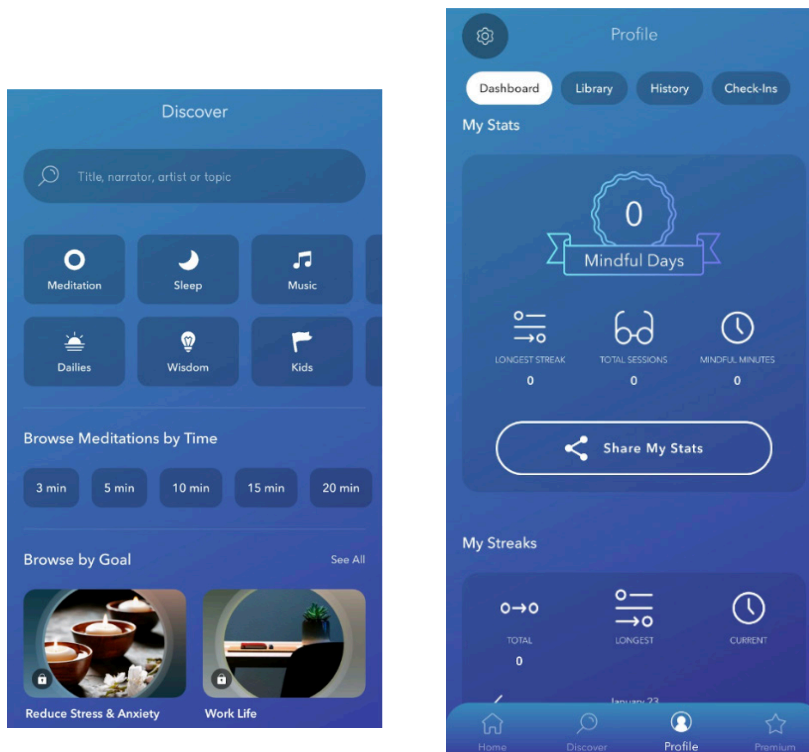 Discover
Title, narrator, artist or topic
Meditation
Sleep
Music
Dailies
Wisdom
Kids
Browse Meditations by Time
3 min
5 min
10 min
15 min
20 min
Browse by Goal
See All
Reduce Stress & Anxiety
Work Life
Profile
Dashboard
Library
History
Check-Ins
My Stats
0
Mindful Days
LONGEST STREAK
TOTAL SESSIONS
MINDFUL MINUTES
0
0
0
Share My Stats
My Streaks
TOTAL
LONGEST
CURRENT
0
January 23
Home
Discover
Profile
Premium